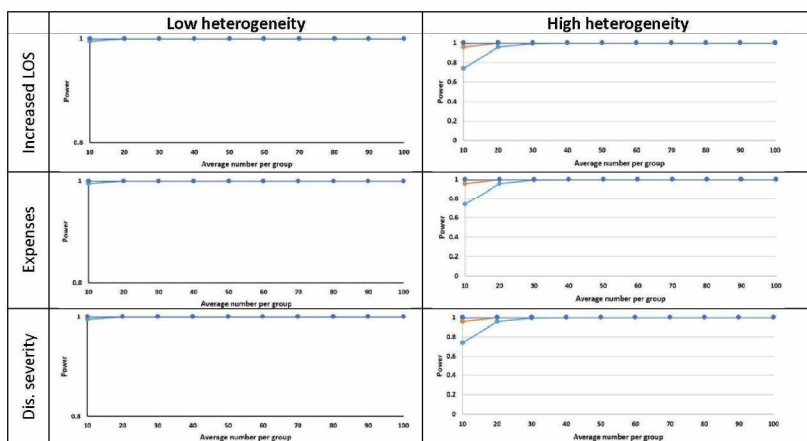 Low heterogeneity
High heterogeneity
Increased LOS
1
0.8
Power
10 20 30 40 50 60 70 80 90 100
Average number per group
1
0.8
0.6
0.4
0.2
0
Power
10 20 30 40 50 60 70 80 90 100
Average number per group
Expenses
1
0.8
Power
10 20 30 40 50 60 70 80 90 100
Average number per group
1
0.8
0.6
0.4
0.2
0
Power
10 20 30 40 50 60 70 80 90 100
Average number per group
Dis. severity
1
0.8
Power
10 20 30 40 50 60 70 80 90 100
Average number per group
1
0.8
0.6
0.4
0.2
0
Power
10 20 30 40 50 60 70 80 90 100
Average number per group